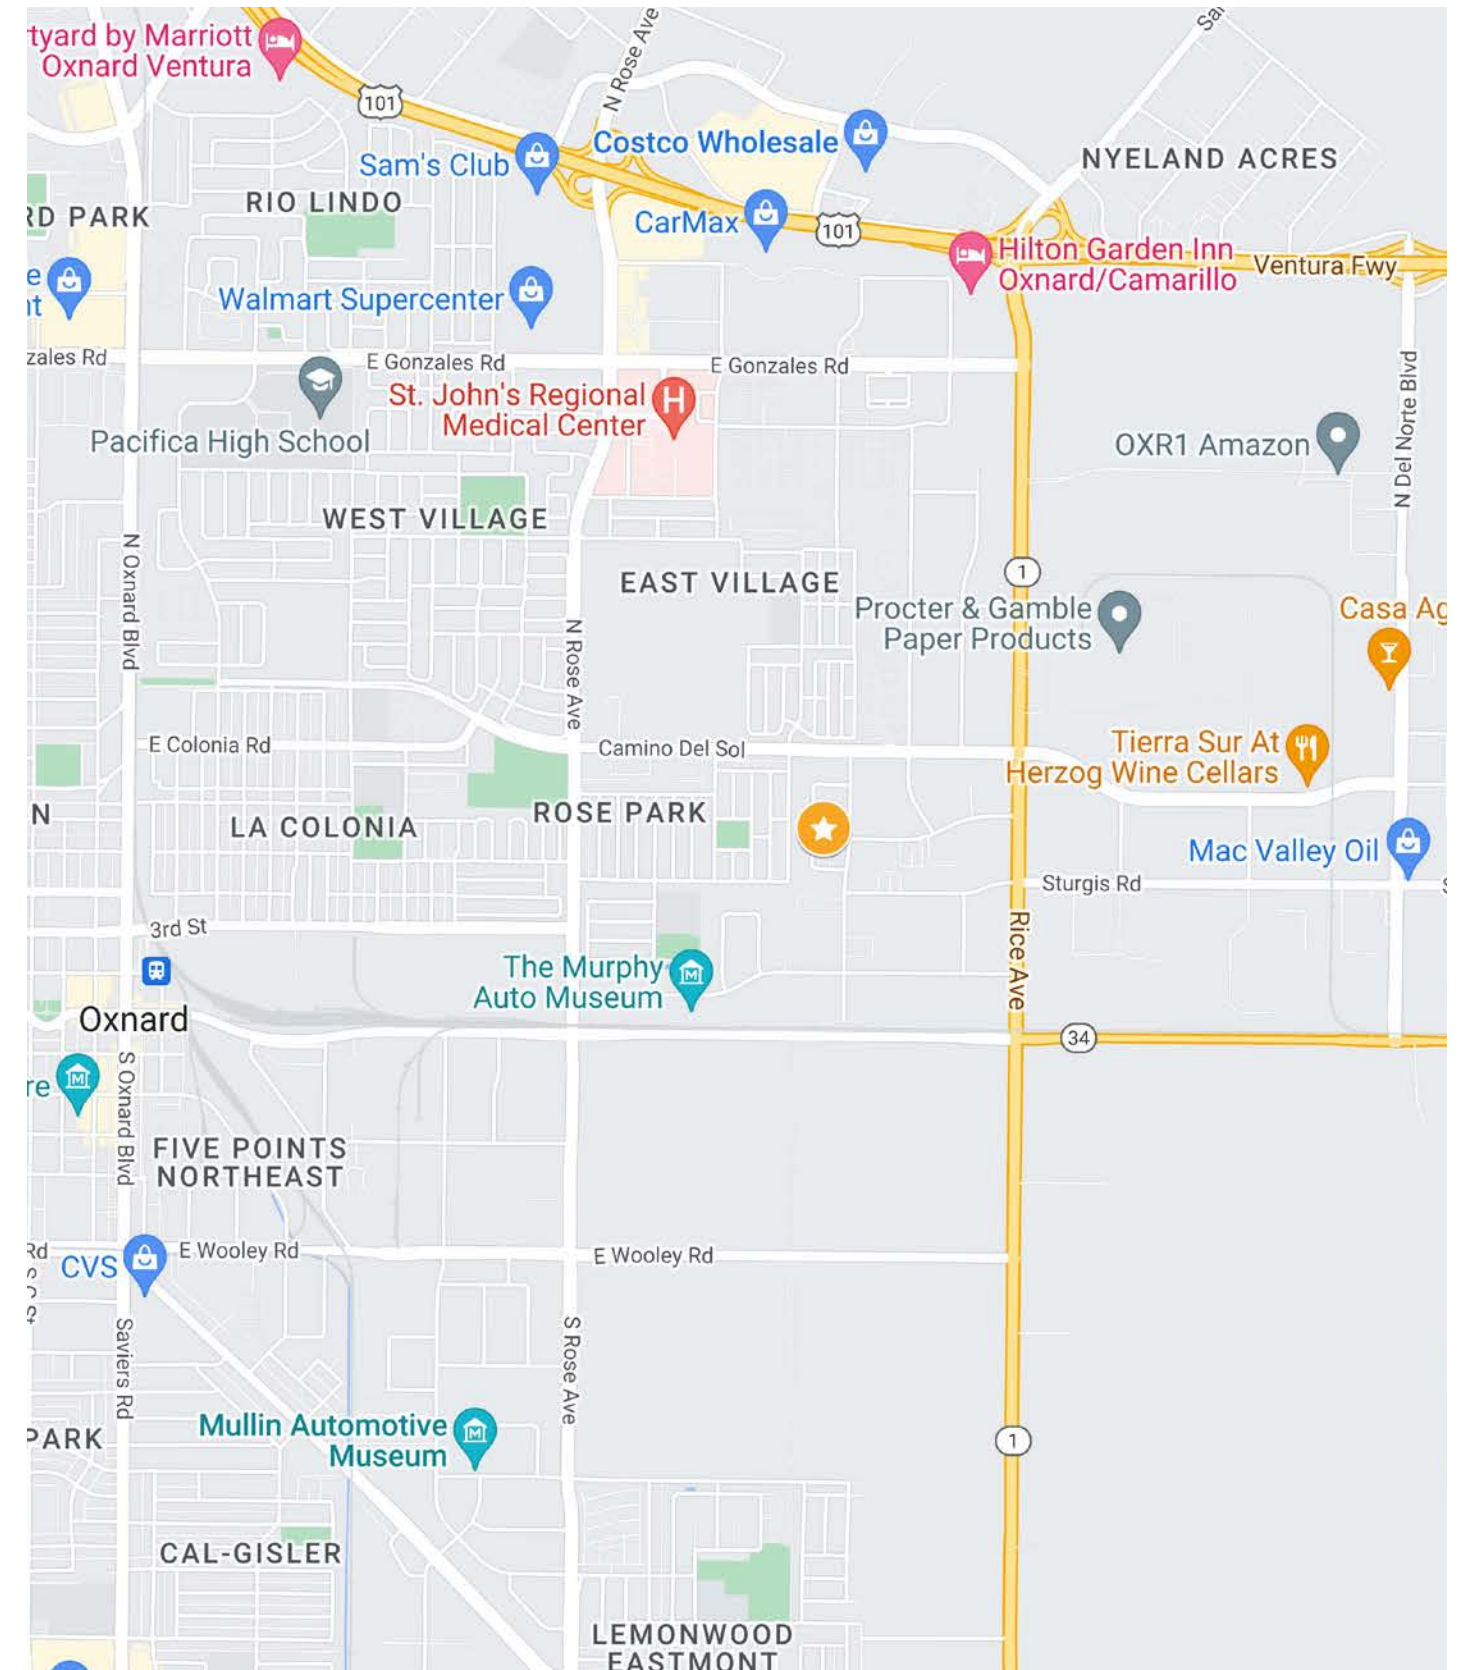 tyard by Marriott
Oxnard Ventura
N Rose Ave
101
Sam's Club
Costco Wholesale
NYELAND ACRES
RIO LINDO
RD PARK
CarMax
101
Hilton Garden Inn
Oxnard/Camarillo
Ventura Fwy
e
nt
Walmart Supercenter
zales Rd
E Gonzales Rd
E Gonzales Rd
St. John's Regional
Medical Center
H
Pacifica High School
OXR1 Amazon
N Del Norte Blvd
WEST VILLAGE
N Oxnard Blvd
EAST VILLAGE
1
Procter & Gamble
Paper Products
Casa Ag
N Rose Ave
E Colonia Rd
Camino Del Sol
Tierra Sur At
Herzog Wine Cellars
N
LA COLONIA
ROSE PARK
Mac Valley Oil
Sturgis Rd
3rd St
Rice Ave
The Murphy
Auto Museum
M
Oxnard
34
S Oxnard Blvd
re
M
FIVE POINTS
NORTHEAST
Rd
CVS
E Wooley Rd
E Wooley Rd
Saviers Rd
S Rose Ave
Mullin Automotive
Museum
M
PARK
1
CAL-GISLER
LEMONWOOD
EASTMONT